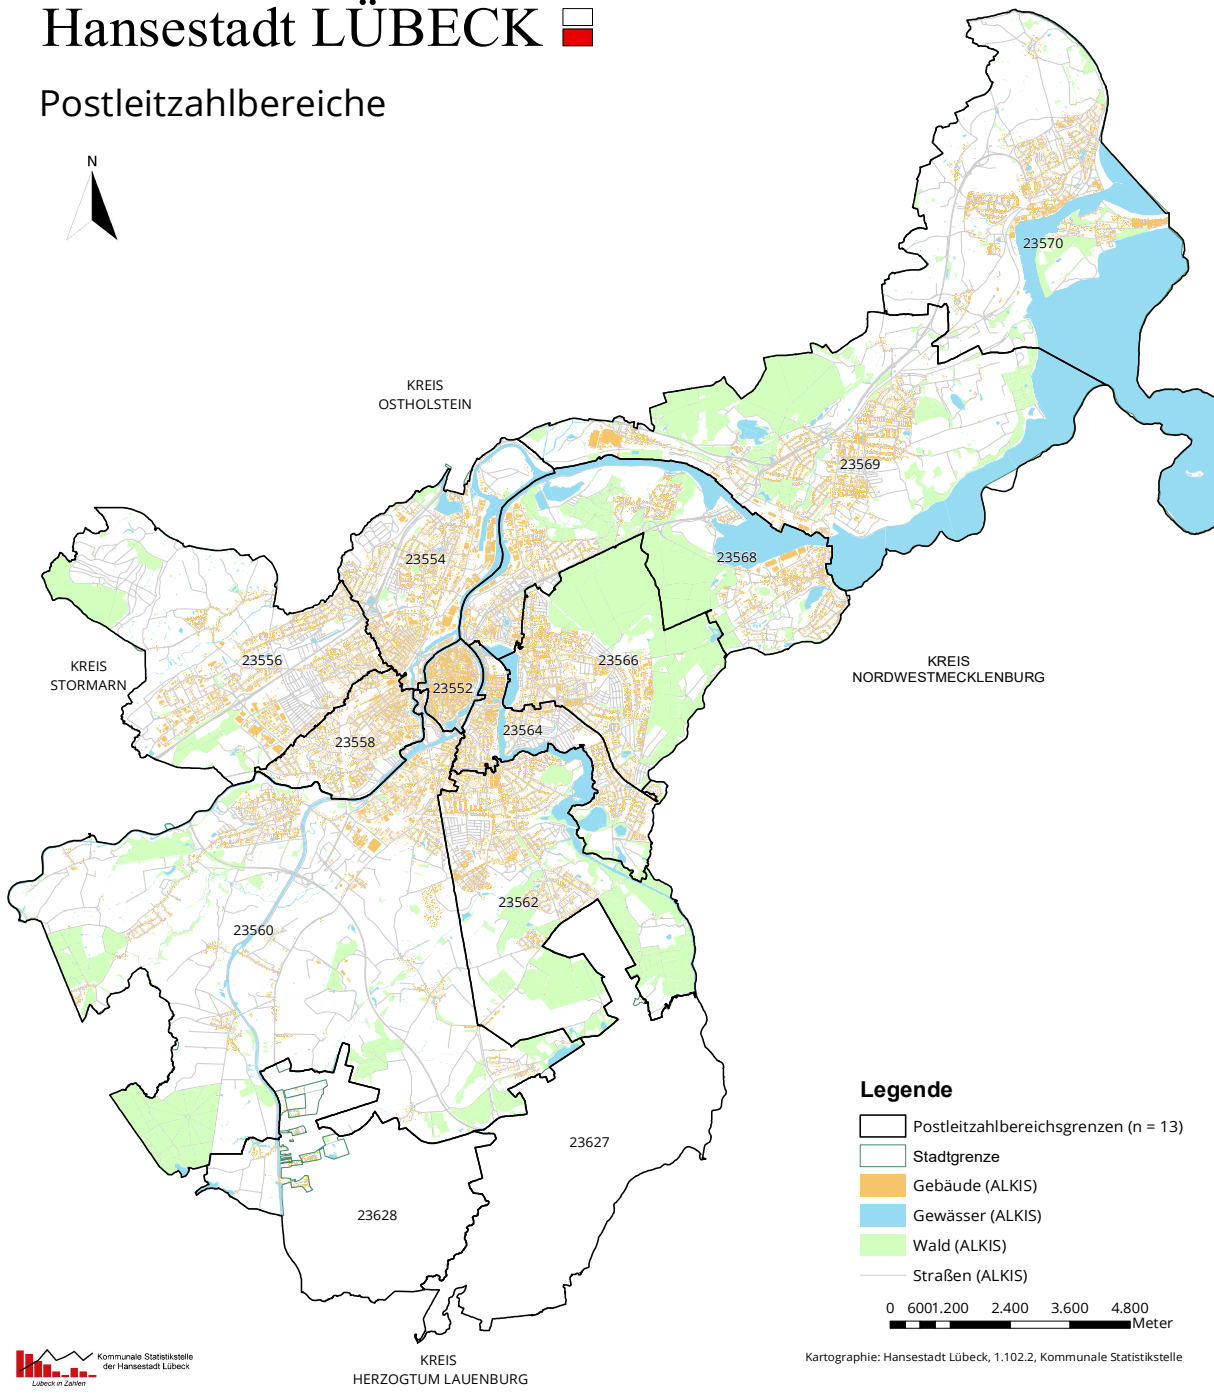 Hansestadt LÜBECK
Postleitzahlbereiche
N
23570
KREIS
OSTHOLSTEIN
23569
23554
23568
23556
23566
KREIS
STORMARN
KREIS
NORDWESTMECKLENBURG
23552
23564
23558
23562
23560
23627
23628
Legende
Postleitzahlbereichsgrenzen (n = 13)
Stadtgrenze
Gebäude (ALKIS)
Gewässer (ALKIS)
Wald (ALKIS)
Straßen (ALKIS)
0 600 1.200 2.400 3.600 4.800
Meter
Kommunale Statistikstelle
der Hansestadt Lübeck
Lübeck in Zahlen
KREIS
HERZOGTUM LAUENBURG
Kartographie: Hansestadt Lübeck, 1.102.2, Kommunale Statistikstelle